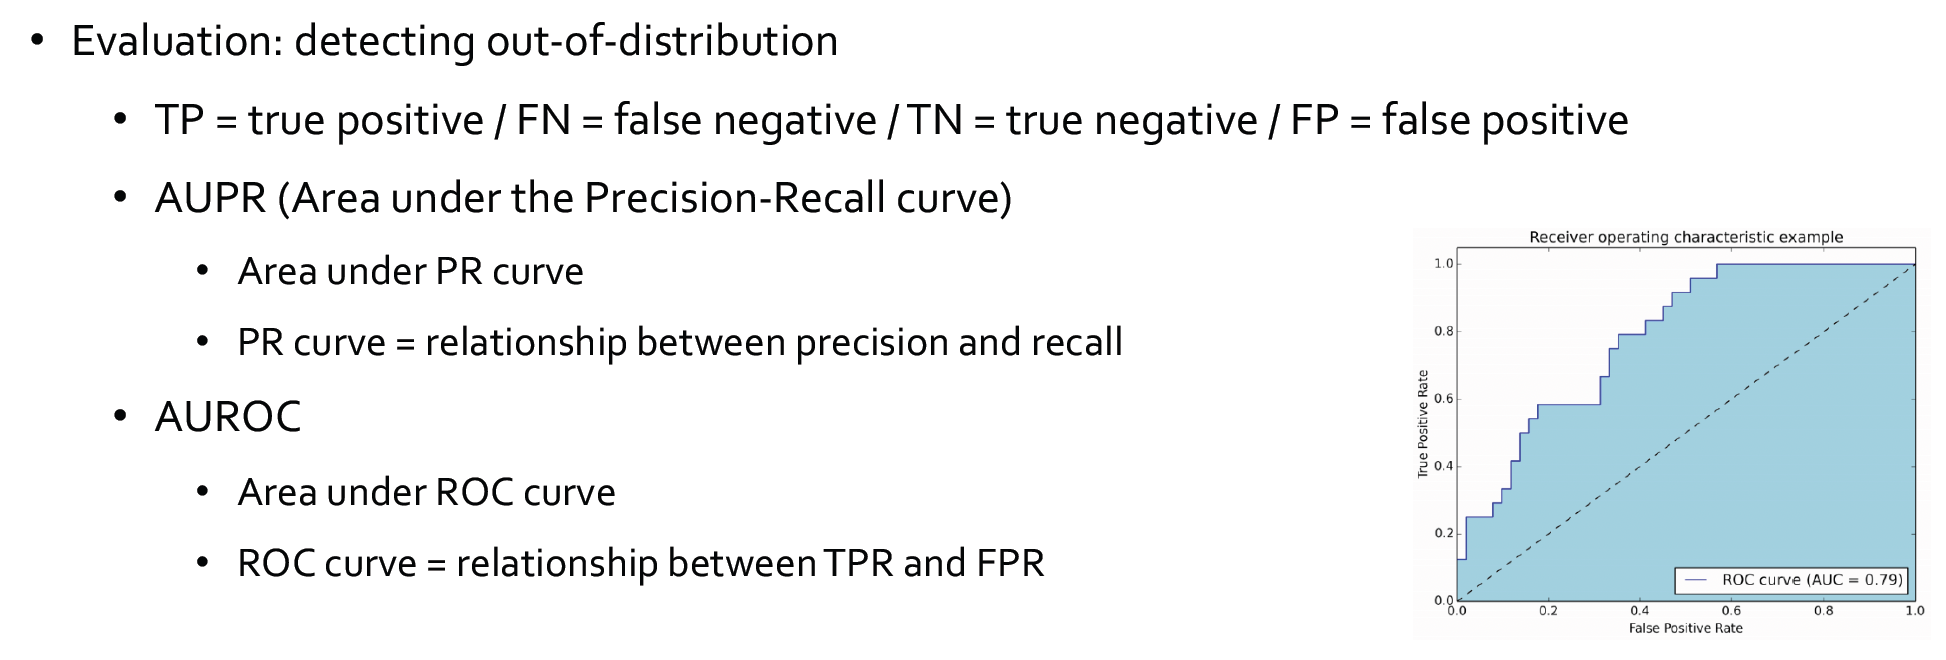 • Evaluation: detecting out-of-distribution
• TP = true positive / FN = false negative / TN = true negative / FP = false positive
• AUPR (Area under the Precision-Recall curve)
• Area under PR curve
• PR curve = relationship between precision and recall
• AUROC
• Area under ROC curve
• ROC curve = relationship between TPR and FPR
Receiver operating characteristic example
True Positive Rate
1.0
0.8
0.6
0.4
0.2
0.0
ROC curve (AUC = 0.79)
0.0 0.2 0.4 0.6 0.8 1.0
False Positive Rate